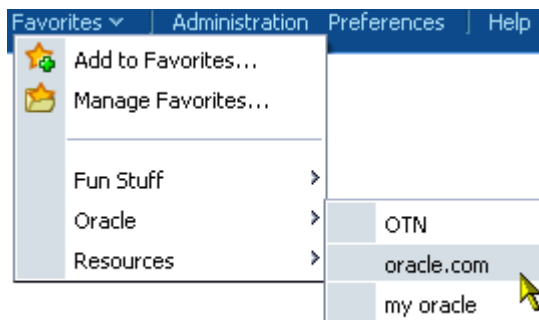 Favorites Administration Preferences Help
Add to Favorites...
Manage Favorites...
Fun Stuff
Oracle
Resources
OTN
oracle.com
my oracle